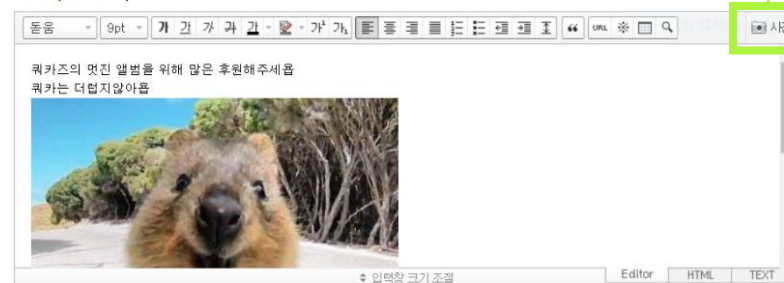 돋움 9pt 가 가 가 가 가 가¹ 가₁ URL
쿼카즈의 멋진 앨범을 위해 많은 후원해주세욥
쿼카는 더럽지않아욥
입력창 크기 조절 Editor HTML TEXT